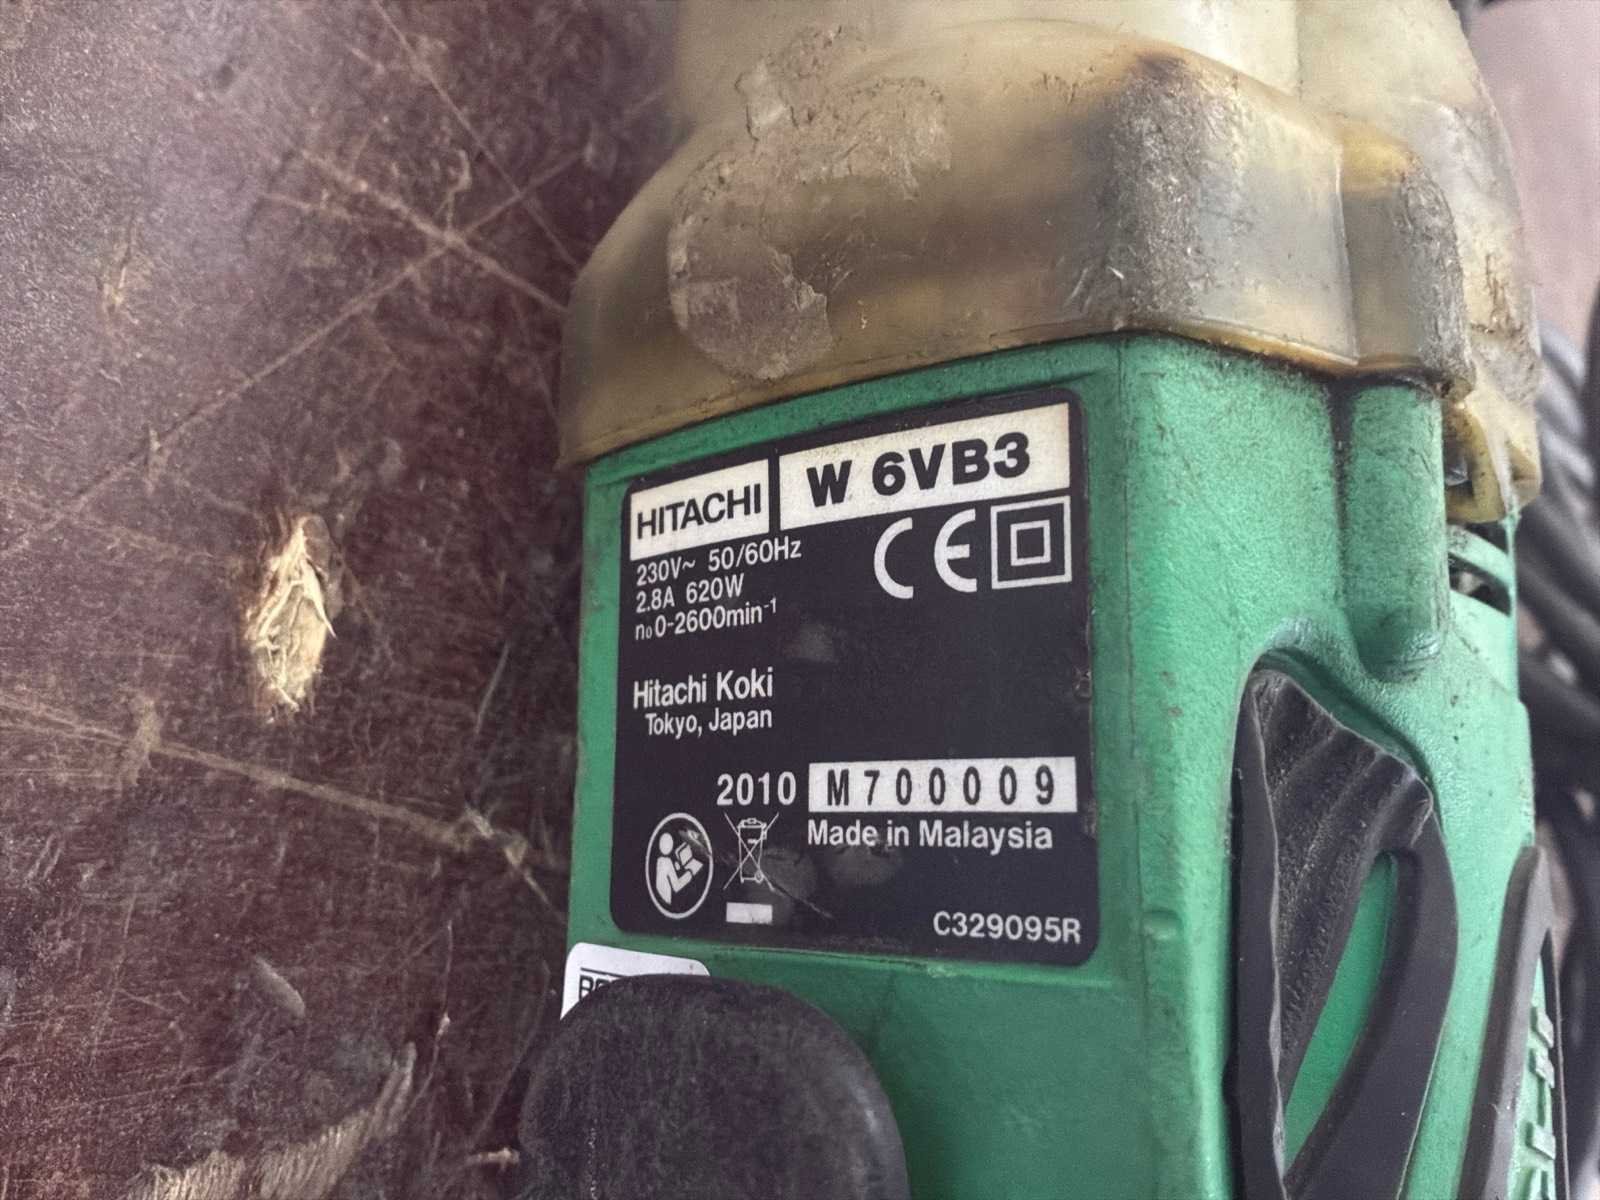 HITACHI W 6VB3
230V~ 50/60Hz
2.8A 620W
n₀0-2600min⁻¹
CE
Hitachi Koki
Tokyo, Japan
2010 M700009
Made in Malaysia
C329095R